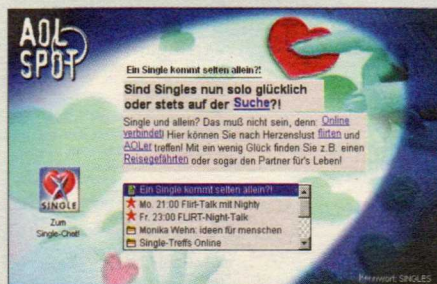 AOL
SPOT
Ein Single kommt selten allein?!
Sind Singles nun solo glücklich
oder stets auf der Suche?!
Single und allein? Das muß nicht sein, denn: Online
verbindet! Hier können Sie nach Herzenslust flirten und
AOLer treffen! Mit ein wenig Glück finden Sie z.B. einen
Reisegefährten oder sogar den Partner für's Leben!
SINGLE
Zum
Single-Chat!
Ein Single kommt selten allein?!
Mo. 21:00 Flirt-Talk mit Nighty
Fr. 23:00 FLIRT-Night-Talk
Monika Wehn: ideen für menschen
Single-Treffs Online
Kennwort: SINGLES